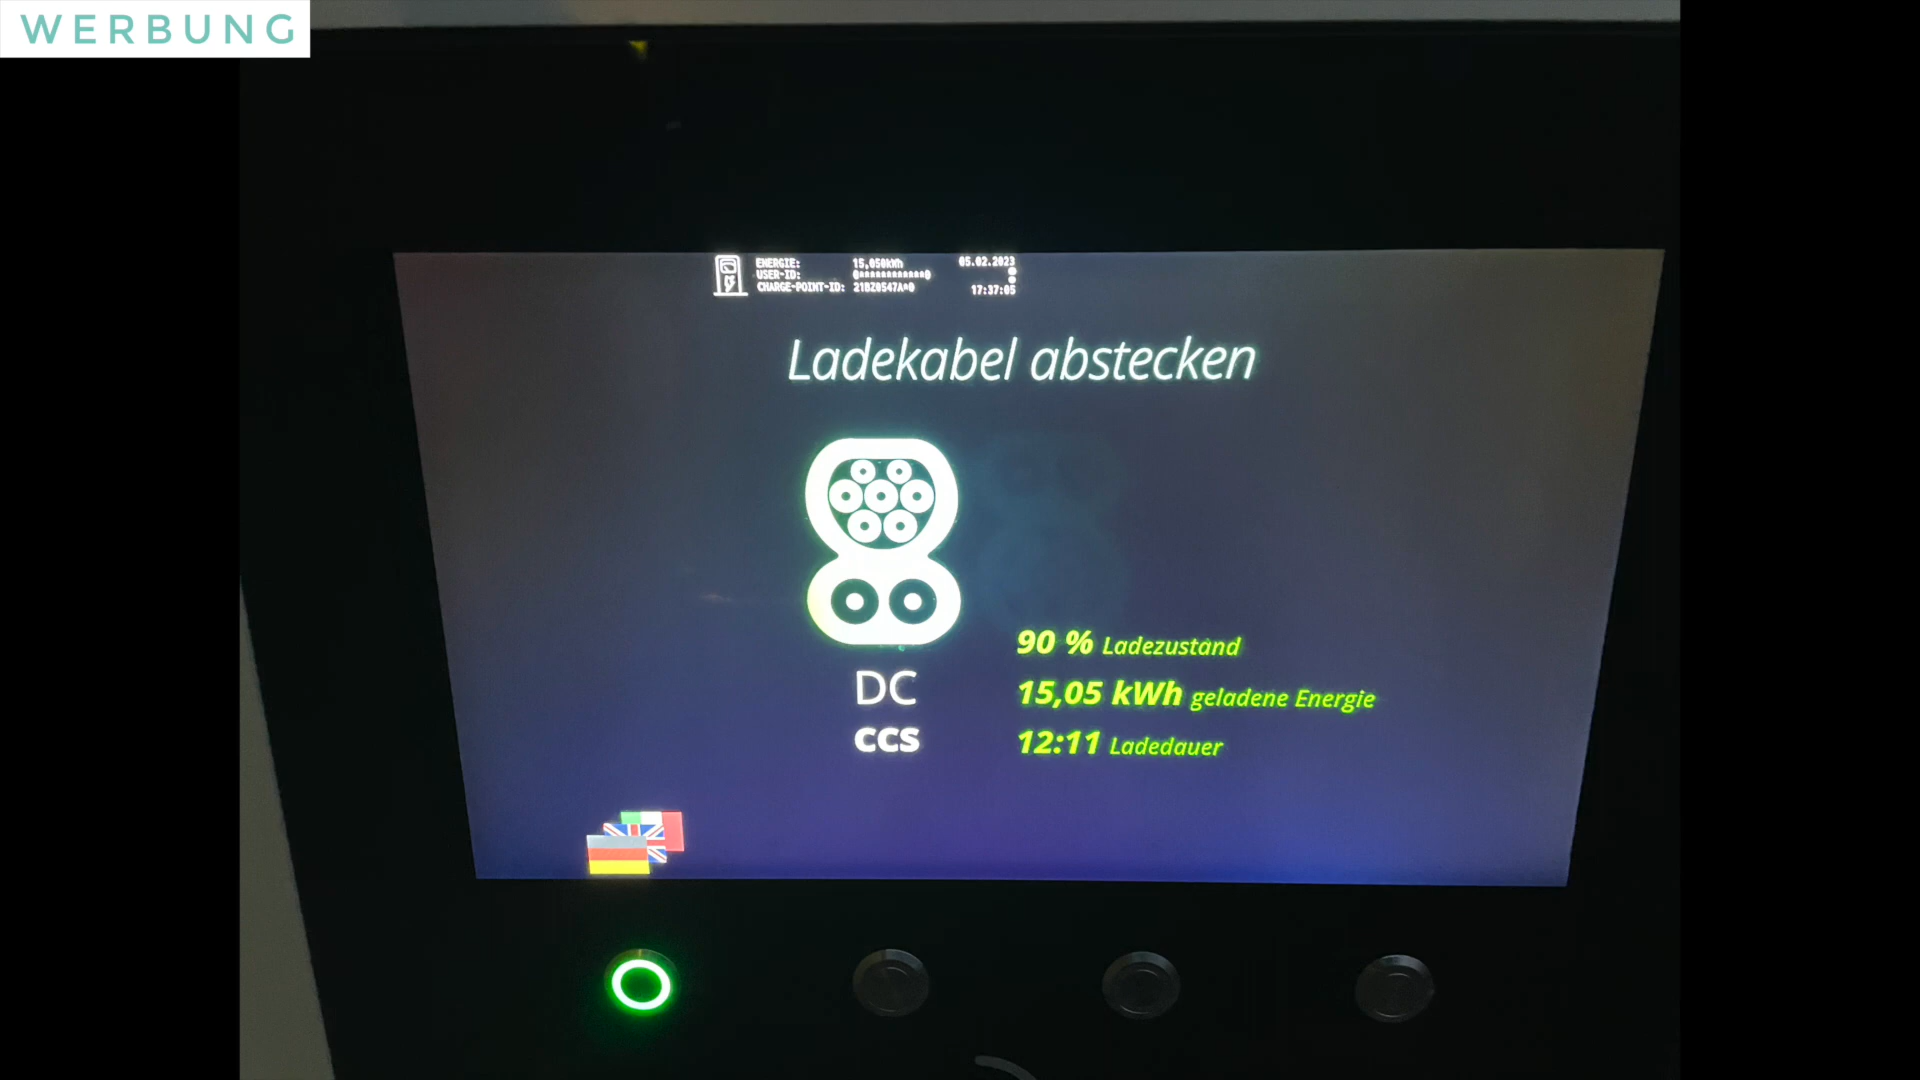 WERBUNG
ENERGIE: 15,050kWh 05.02.2023
USER-ID:
CHARGE-POINT-ID: 17:37:05
Ladekabel abstecken
90 % Ladezustand
15,05 kWh geladene Energie
12:11 Ladedauer
DC
CCS